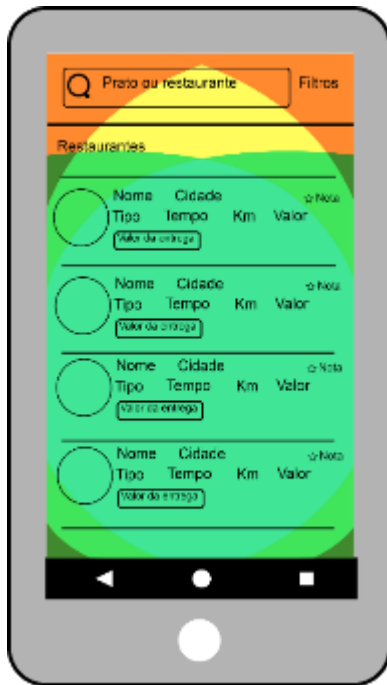 Prato ou restaurante Filtros
Restaurantes
Nome Cidade ☆ Nota
Tipo Tempo Km Valor
Valor da entrega
Nome Cidade ☆ Nota
Tipo Tempo Km Valor
Valor da entrega
Nome Cidade ☆ Nota
Tipo Tempo Km Valor
Valor da entrega
Nome Cidade ☆ Nota
Tipo Tempo Km Valor
Valor da entrega